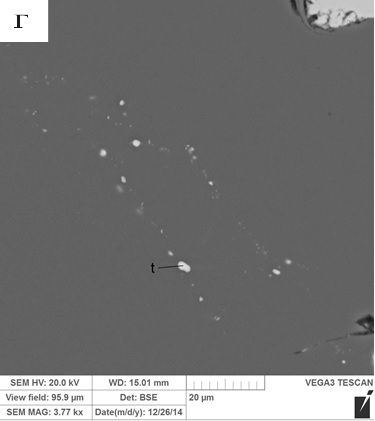 Г
t
SEM HV: 20.0 kV WD: 15.01 mm VEGA3 TESCAN
View field: 95.9 µm Det: BSE 20 µm
SEM MAG: 3.77 kx Date(m/d/y): 12/26/14